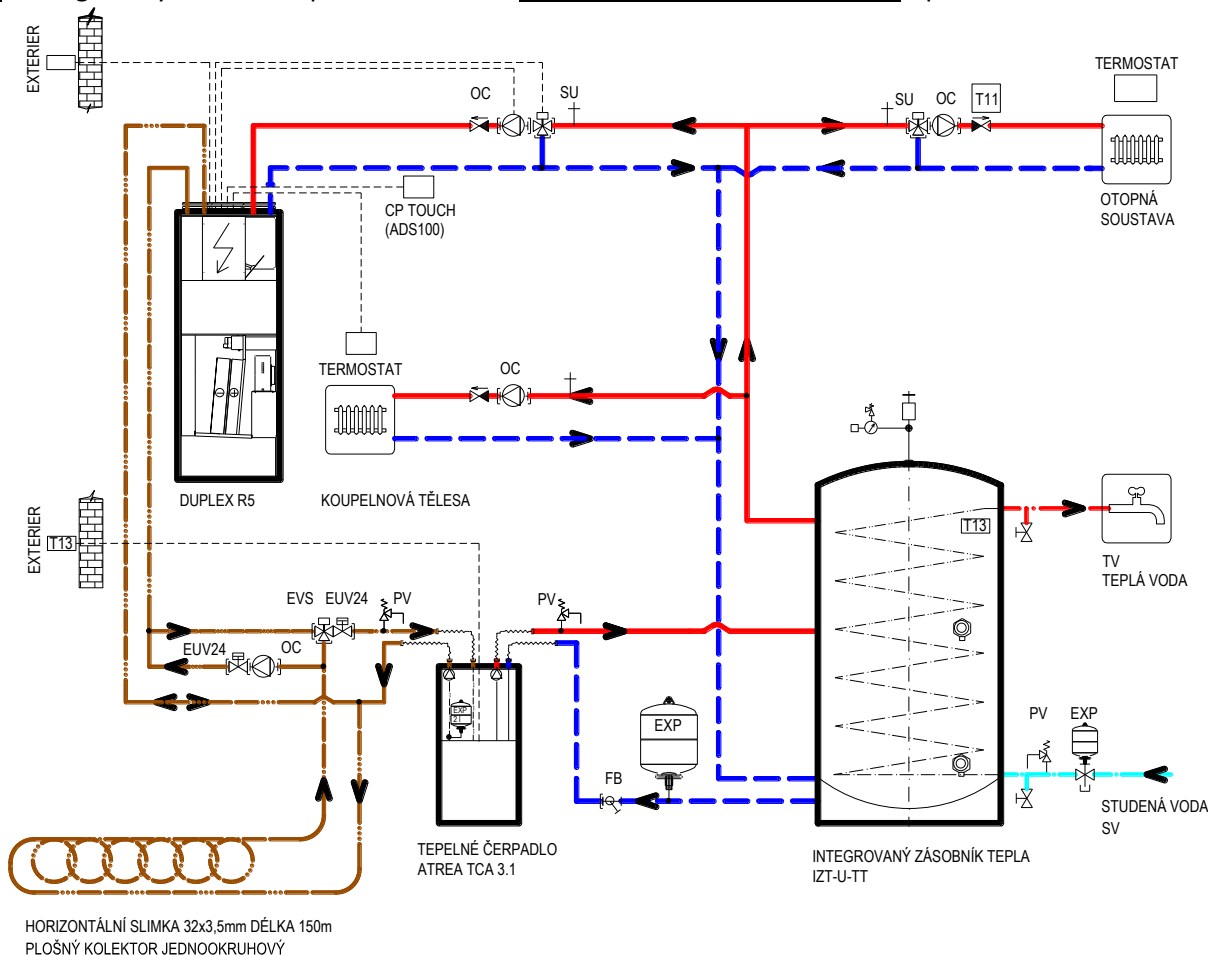 EXTERIER
OC
SU
SU
OC
T11
TERMOSTAT
CP TOUCH
(ADS100)
OTOPNÁ
SOUSTAVA
TERMOSTAT
OC
DUPLEX R5
KOUPELNOVÁ TĚLESA
EXTERIER
T13
T13
TV
TEPLÁ VODA
EVS
EUV24
PV
PV
EUV24
OC
EXP
2 l
EXP
FB
PV
EXP
STUDENÁ VODA
SV
TEPELNÉ ČERPADLO
ATREA TCA 3.1
INTEGROVANÝ ZÁSOBNÍK TEPLA
IZT-U-TT
HORIZONTÁLNÍ SLIMKA 32x3,5mm DÉLKA 150m
PLOŠNÝ KOLEKTOR JEDNOOKRUHOVÝ